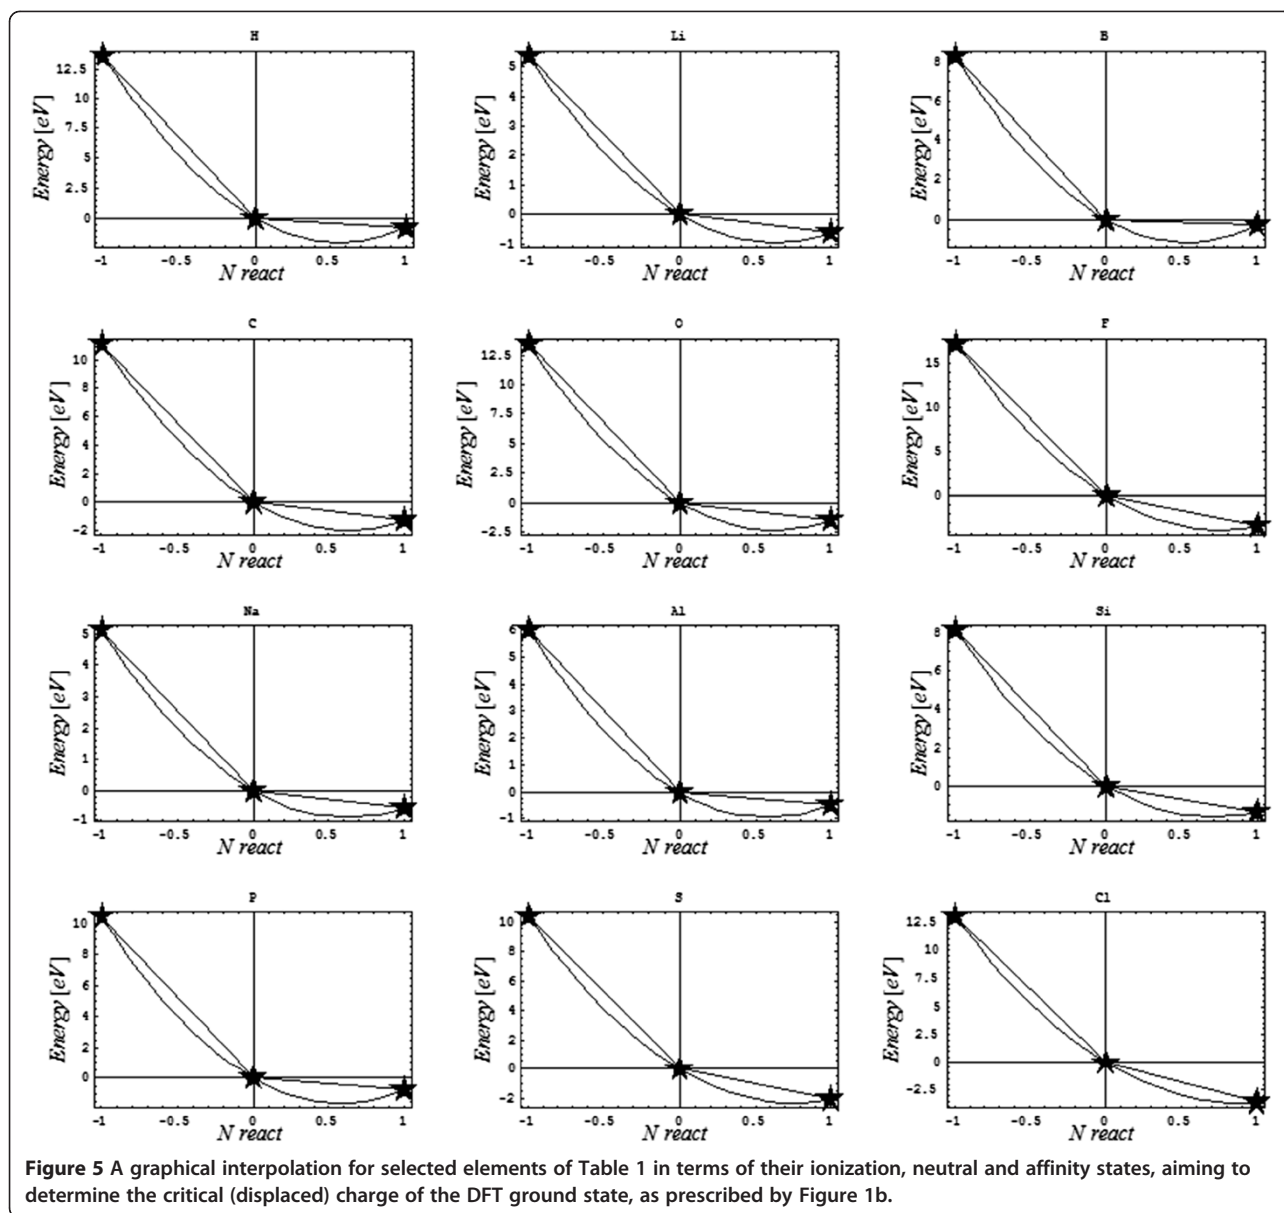 H
Energy [eV]
12.5
10
7.5
5
2.5
0
-1 -0.5 0 0.5 1
N react
Li
Energy [eV]
5
4
3
2
1
0
-1
-1 -0.5 0 0.5 1
N react
B
Energy [eV]
8
6
4
2
0
-1 -0.5 0 0.5 1
N react
C
Energy [eV]
10
8
6
4
2
0
-2
-1 -0.5 0 0.5 1
N react
O
Energy [eV]
12.5
10
7.5
5
2.5
0
-2.5
-1 -0.5 0 0.5 1
N react
F
Energy [eV]
15
10
5
0
-1 -0.5 0 0.5 1
N react
Na
Energy [eV]
5
4
3
2
1
0
-1
-1 -0.5 0 0.5 1
N react
Al
Energy [eV]
6
5
4
3
2
1
0
-1
-1 -0.5 0 0.5 1
N react
Si
Energy [eV]
8
6
4
2
0
-1 -0.5 0 0.5 1
N react
P
Energy [eV]
10
8
6
4
2
0
-1 -0.5 0 0.5 1
N react
S
Energy [eV]
10
8
6
4
2
0
-2
-1 -0.5 0 0.5 1
N react
Cl
Energy [eV]
12.5
10
7.5
5
2.5
0
-2.5
-1 -0.5 0 0.5 1
N react
Figure 5 A graphical interpolation for selected elements of Table 1 in terms of their ionization, neutral and affinity states, aiming to
determine the critical (displaced) charge of the DFT ground state, as prescribed by Figure 1b.